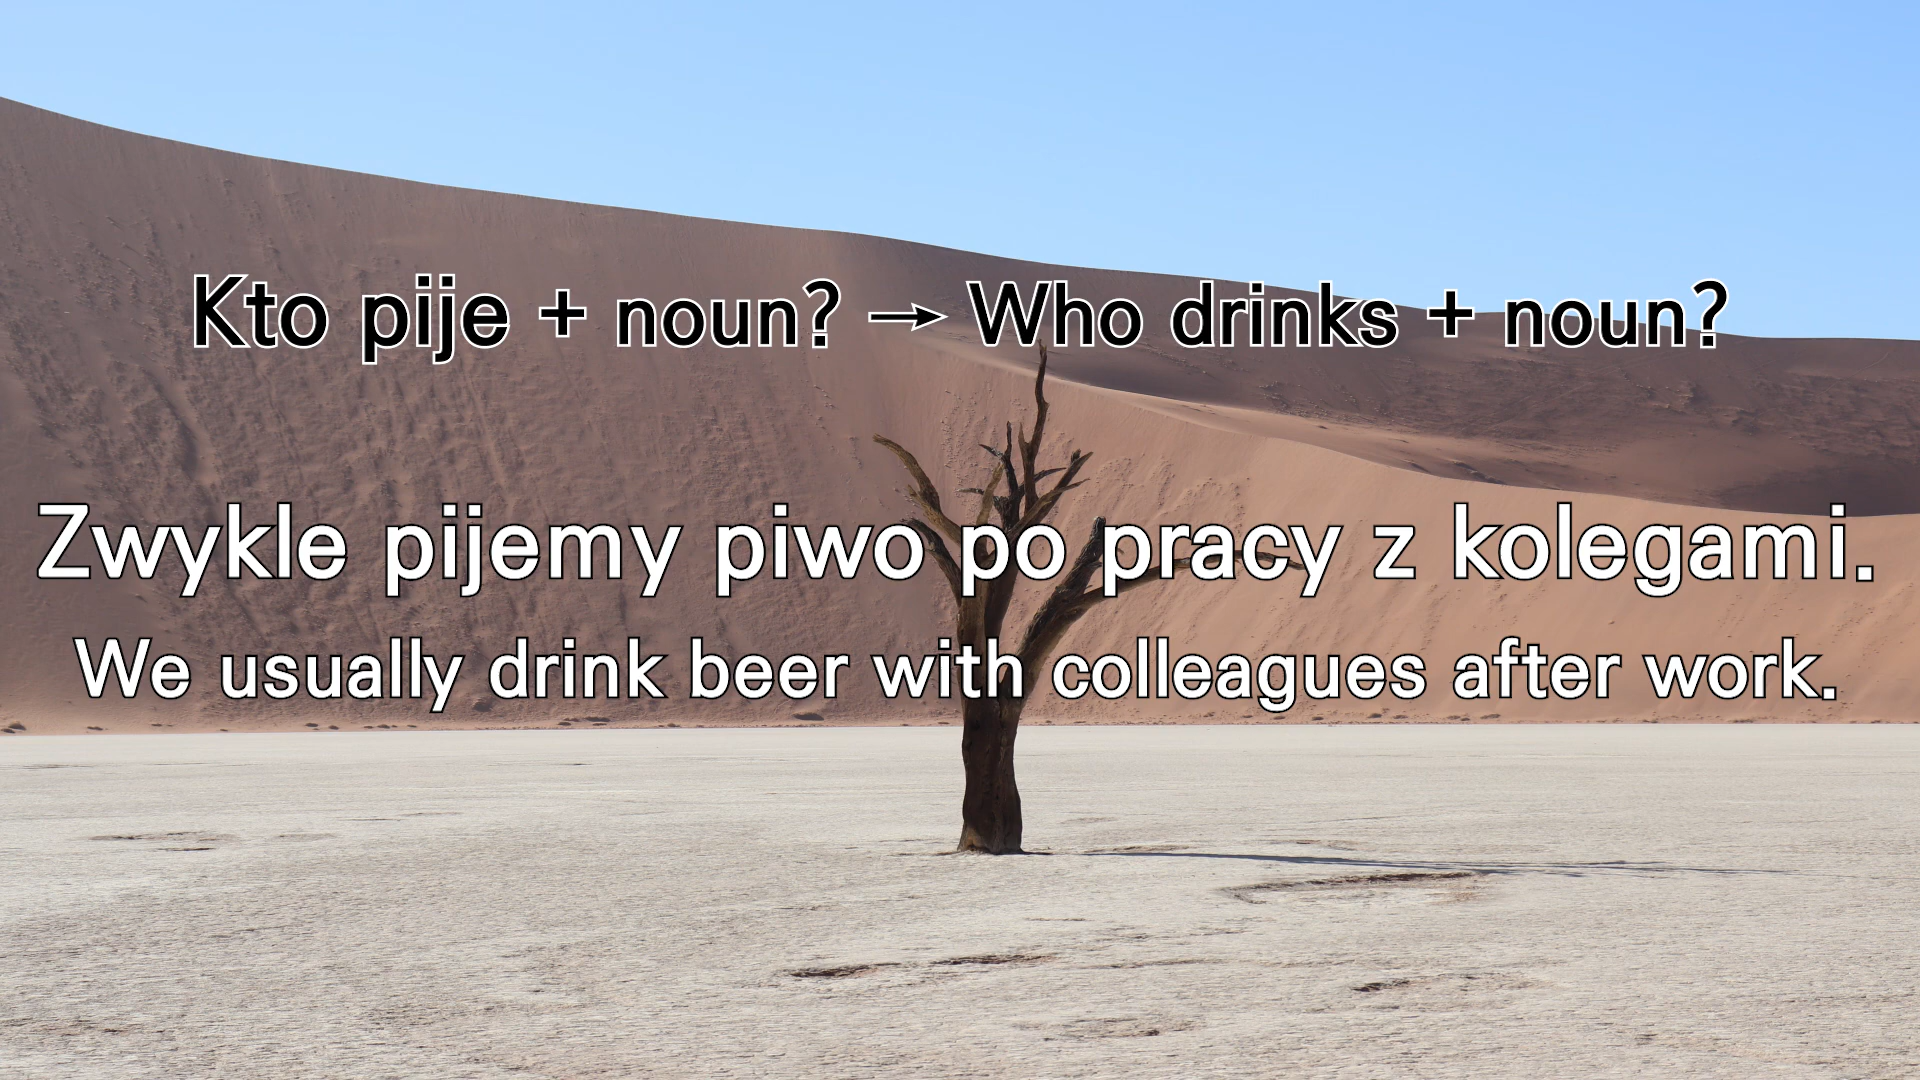 Kto pije + noun? → Who drinks + noun?
Zwykle pijemy piwo po pracy z kolegami.
We usually drink beer with colleagues after work.